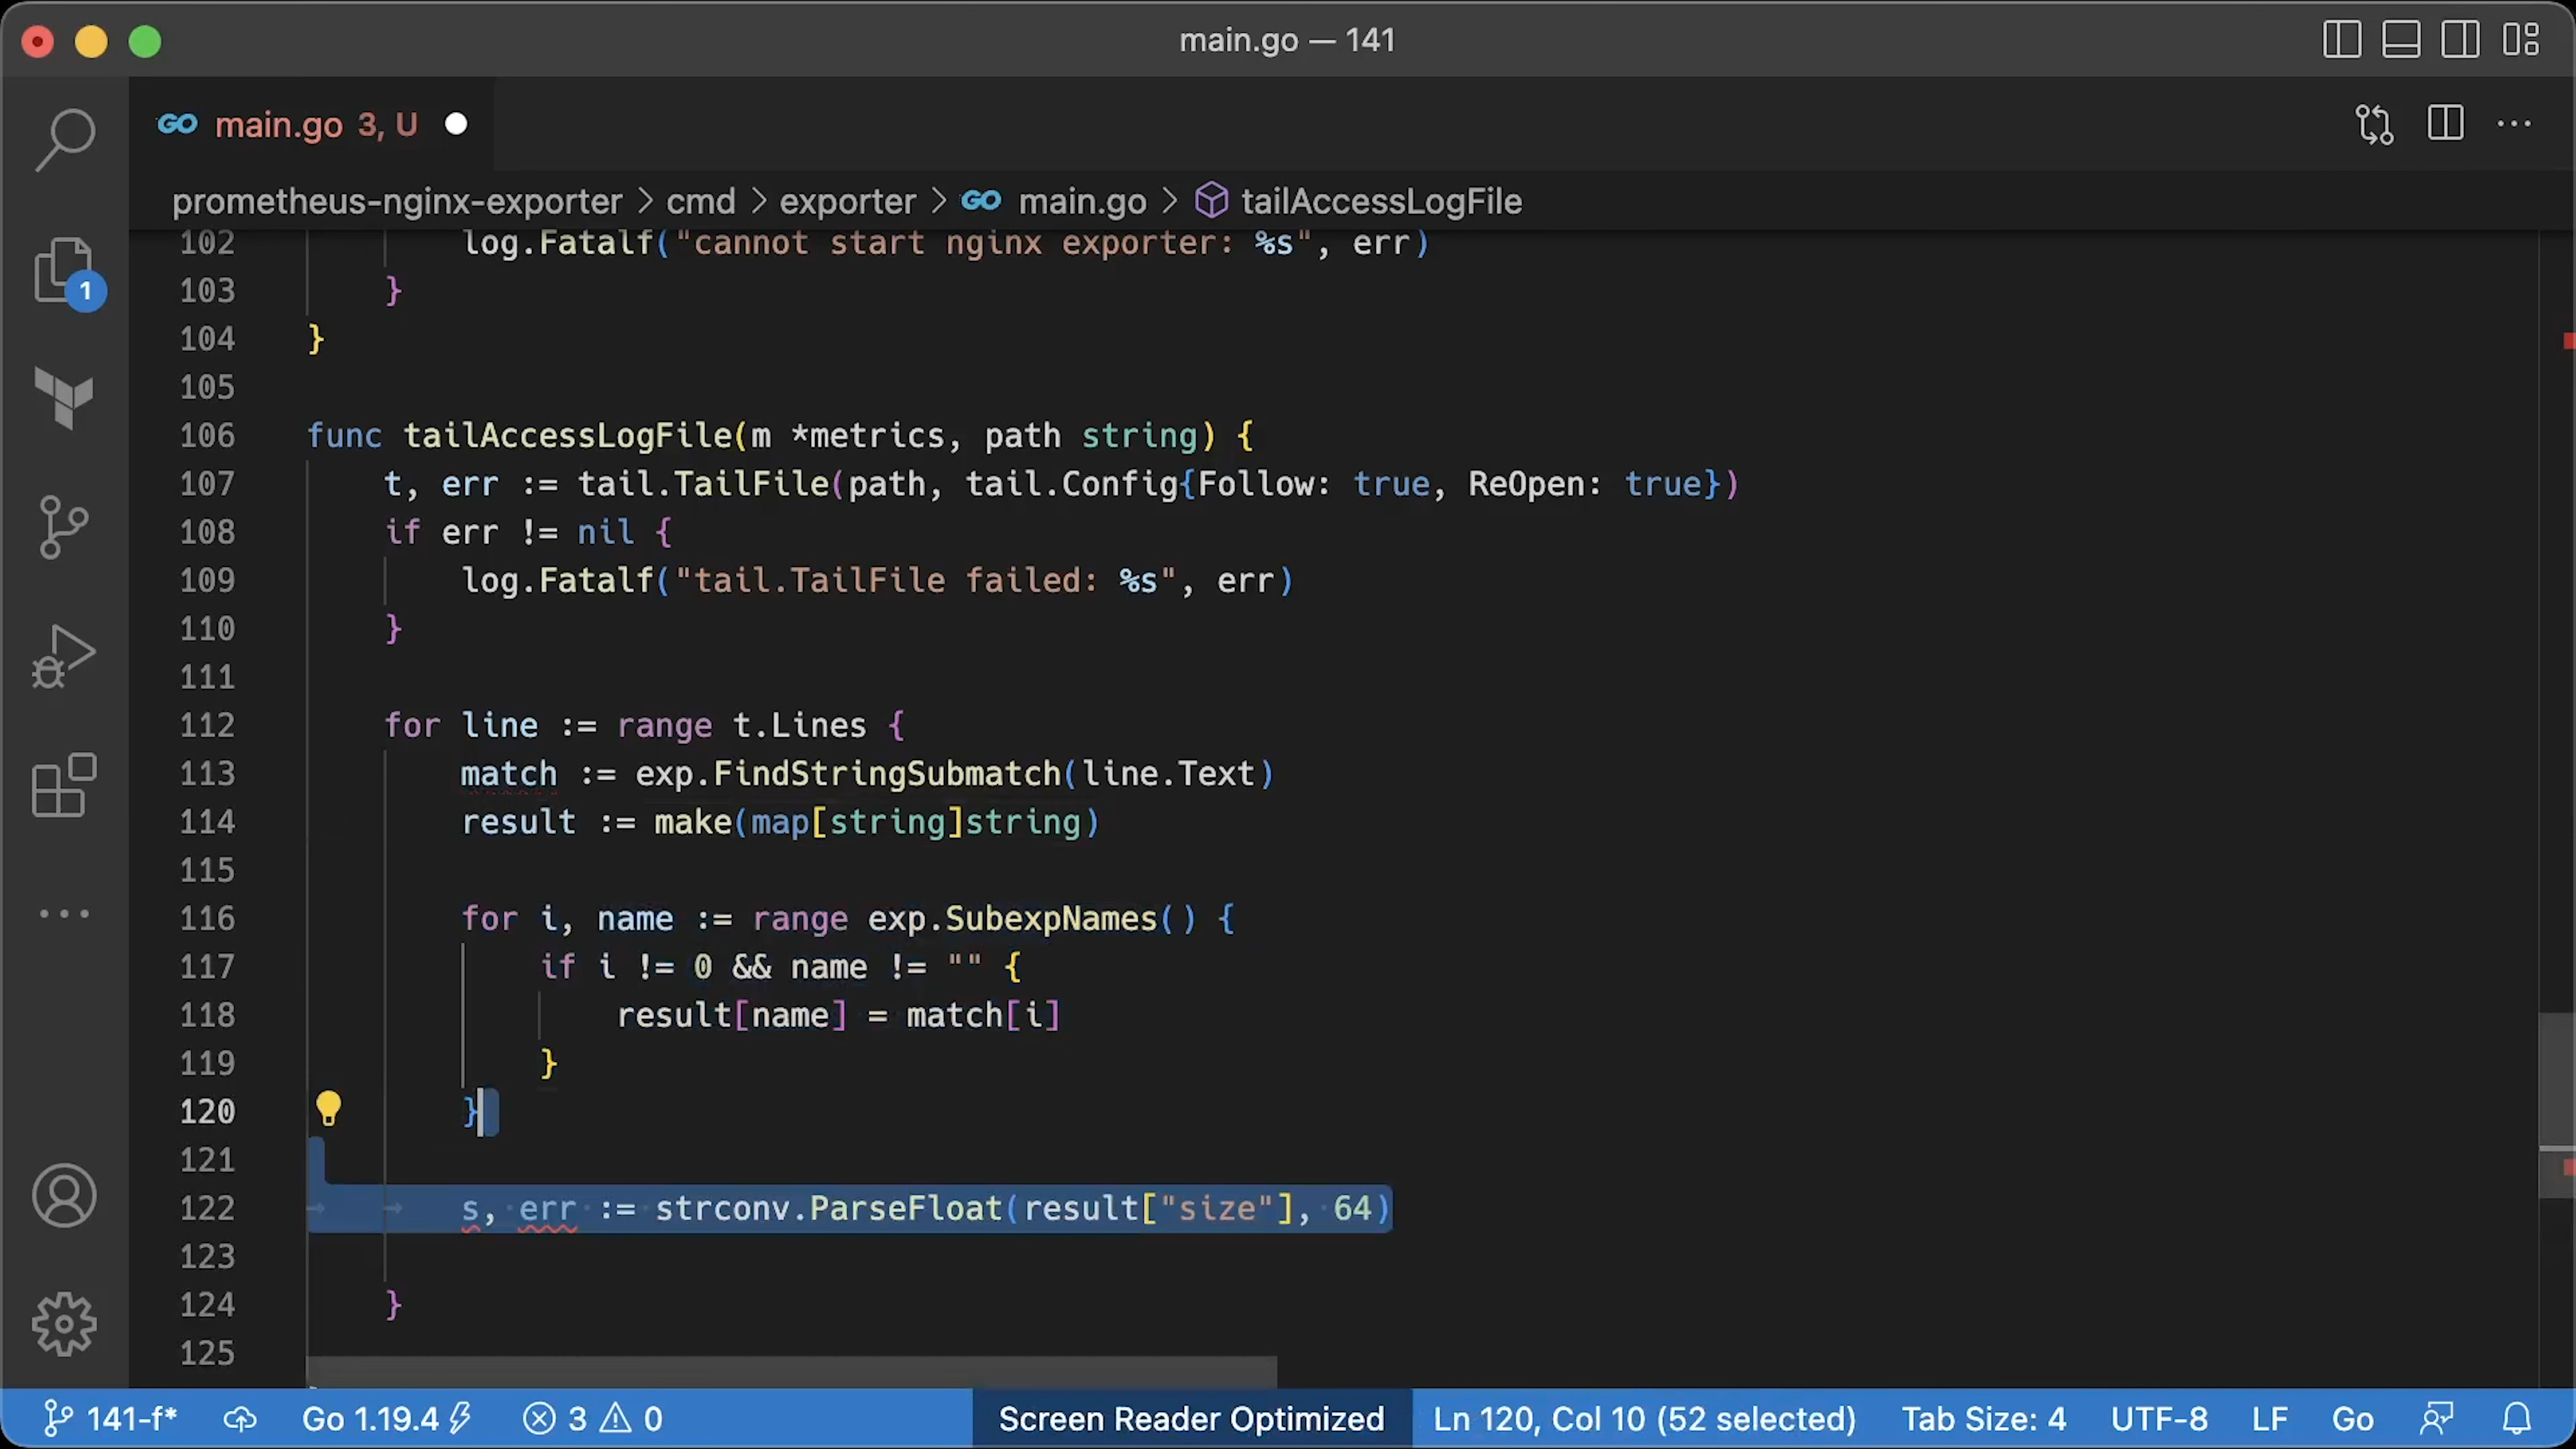 main.go — 141
GO main.go 3, U
prometheus-nginx-exporter > cmd > exporter > GO main.go > tailAccessLogFile
102 log.Fatalf("cannot start nginx exporter: %s", err)
103 }
104 }
105
106 func tailAccessLogFile(m *metrics, path string) {
107 t, err := tail.TailFile(path, tail.Config{Follow: true, ReOpen: true})
108 if err != nil {
109 log.Fatalf("tail.TailFile failed: %s", err)
110 }
111
112 for line := range t.Lines {
113 match := exp.FindStringSubmatch(line.Text)
114 result := make(map[string]string)
115
116 for i, name := range exp.SubexpNames() {
117 if i != 0 && name != "" {
118 result[name] = match[i]
119 }
120 }
121
122 s, err := strconv.ParseFloat(result["size"], 64)
123
124 }
125
1
141-f* Go 1.19.4 3 0 Screen Reader Optimized Ln 120, Col 10 (52 selected) Tab Size: 4 UTF-8 LF Go